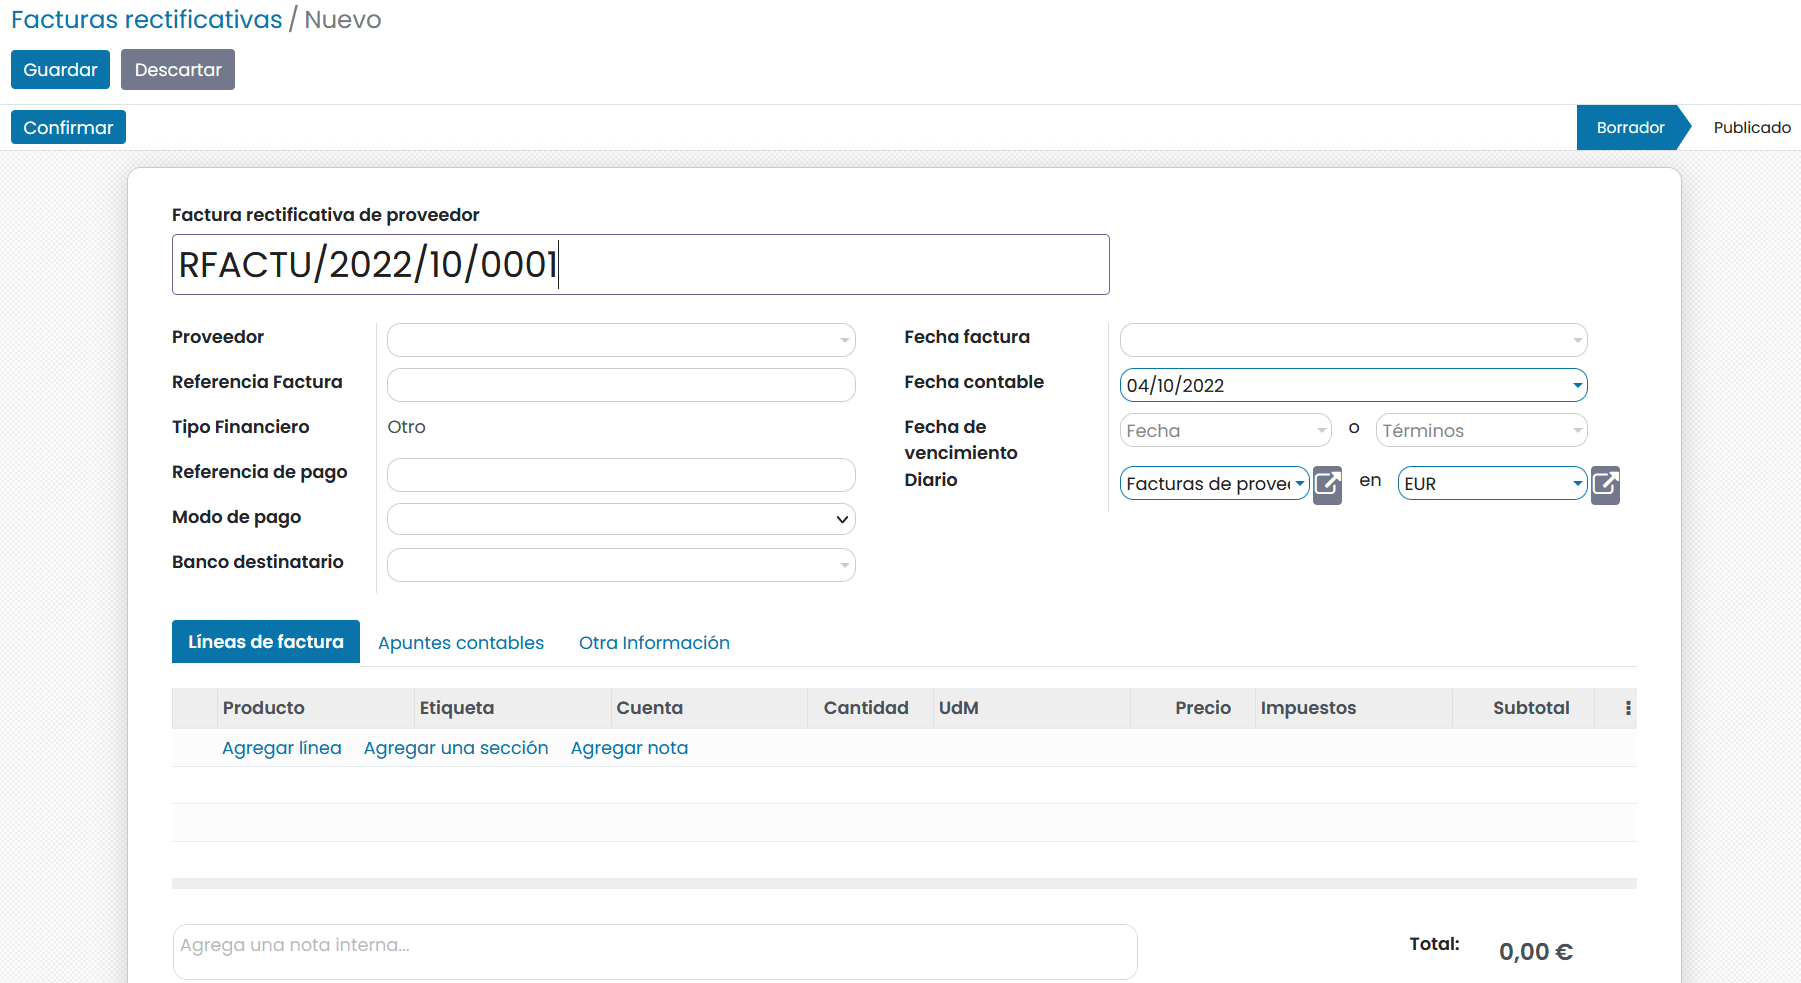 Facturas rectificativas / Nuevo
Guardar Descartar
Confirmar Borrador Publicado
Factura rectificativa de proveedor
RFACTU/2022/10/0001
Proveedor Fecha factura
Referencia Factura Fecha contable 04/10/2022
Tipo Financiero Otro Fecha de vencimiento Fecha o Términos
Referencia de pago Diario Facturas de prove en EUR
Modo de pago
Banco destinatario
Líneas de factura Apuntes contables Otra Información
Producto Etiqueta Cuenta Cantidad UdM Precio Impuestos Subtotal
Agregar línea Agregar una sección Agregar nota
Agrega una nota interna... Total: 0,00 €